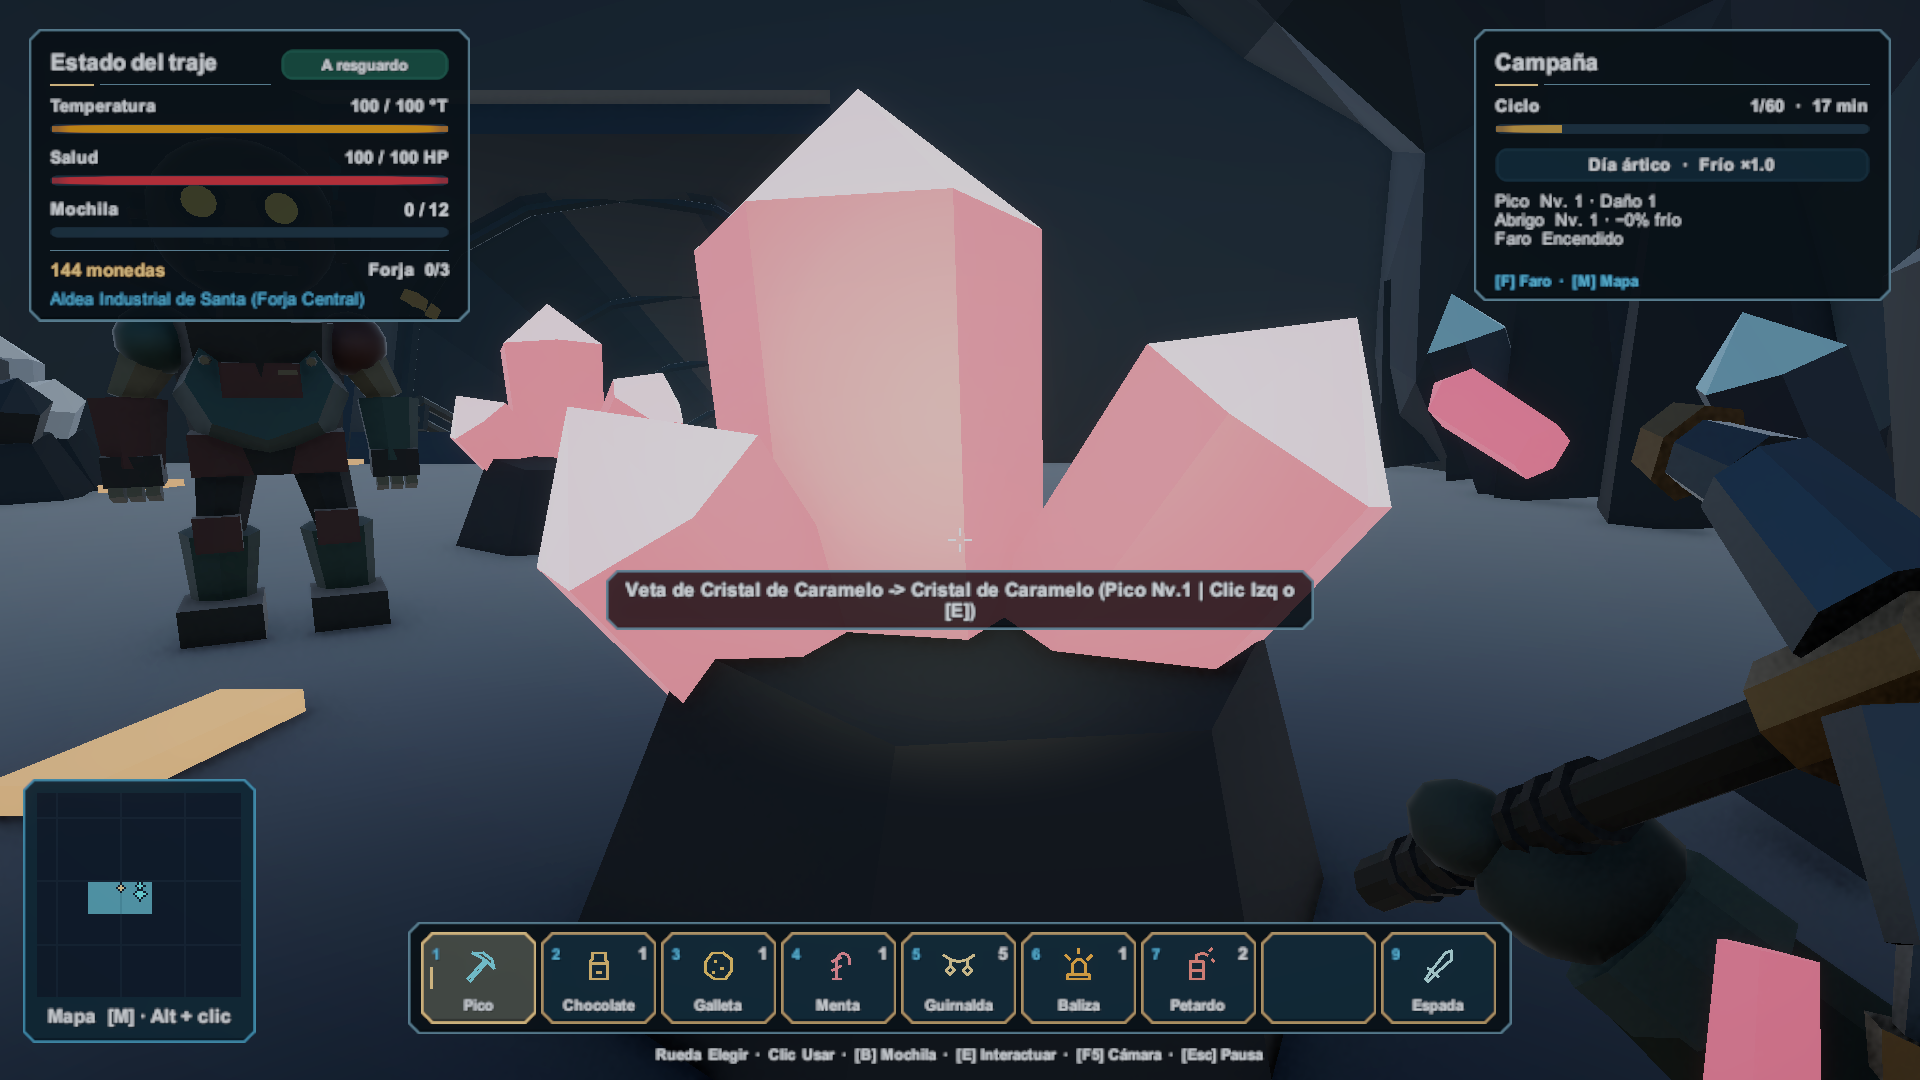 Estado del traje
A resguardo
Temperatura 100 / 100 °T
Salud 100 / 100 HP
Mochila 0 / 12
144 monedas Forja 0/3
Aldea Industrial de Santa (Forja Central)
Campaña
Ciclo 1/60 · 17 min
Día ártico · Frío ×1.0
Pico Nv. 1 · Daño 1
Abrigo Nv. 1 · −0% frío
Faro Encendido
[F] Faro · [M] Mapa
Veta de Cristal de Caramelo -> Cristal de Caramelo (Pico Nv.1 | Clic Izq o
[E])
Mapa [M] · Alt + clic
1 Pico
2 1 Chocolate
3 1 Galleta
4 1 Menta
5 5 Guirnalda
6 1 Baliza
7 2 Petardo
9 Espada
Rueda Elegir · Clic Usar · [B] Mochila · [E] Interactuar · [F5] Cámara · [Esc] Pausa